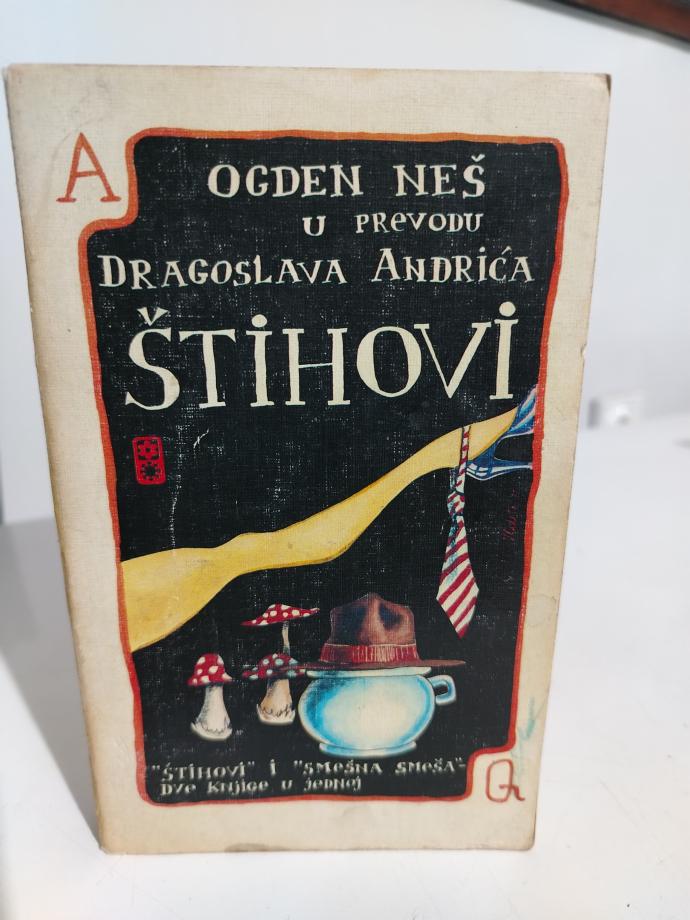 A
OGDEN NEŠ
U PREVODU
DRAGOSLAVA ANDRIĆA
ŠTIHOVI
"ŠTIHOVI" I "SMEŠNA SMEŠA"
DVE KNJIGE U JEDNOJ